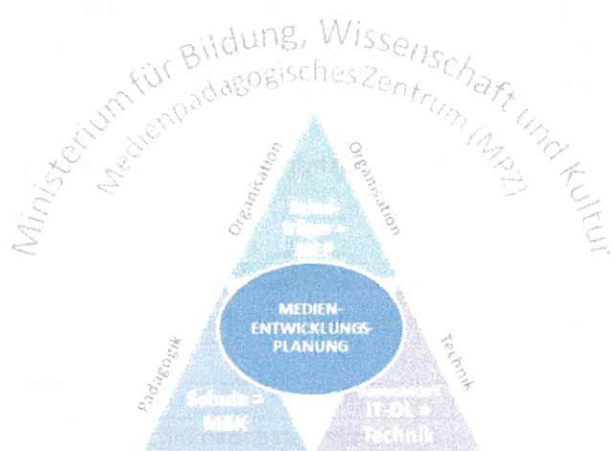 Ministerium für Bildung, Wissenschaft und Kultur
Medienpädagogisches Zentrum (MPZ)
Organisation
Organisation
MEDIEN-
ENTWICKLUNGS-
PLANUNG
Pädagogik
Technik
Schule =
MBK
IT-DL =
Technik